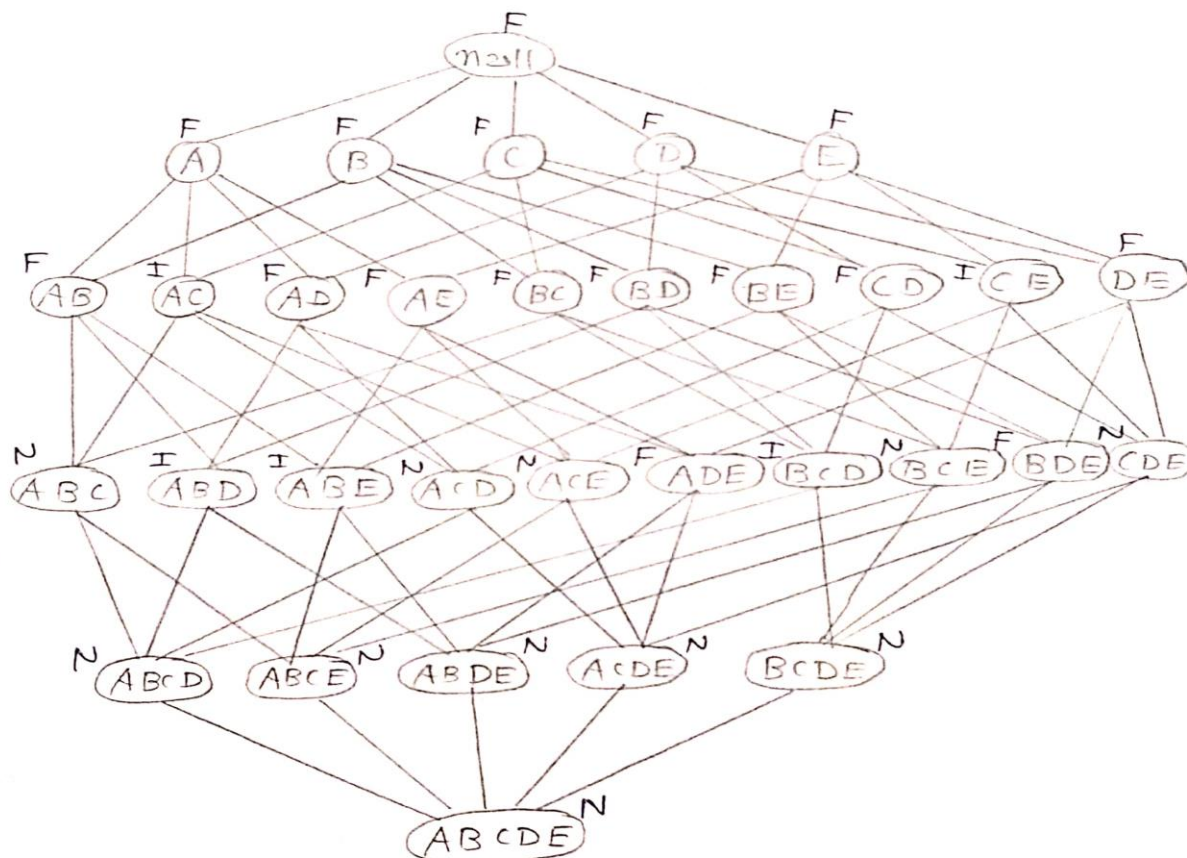 F
null
F F F F F
A B C D E
F I F F F F F F I F
AB AC AD AE BC BD BE CD CE DE
N I I N N F I N F N
ABC ABD ABE ACD ACE ADE BCD BCE BDE CDE
N N N N N
ABCD ABCE ABDE ACDE BCDE
N
ABCDE